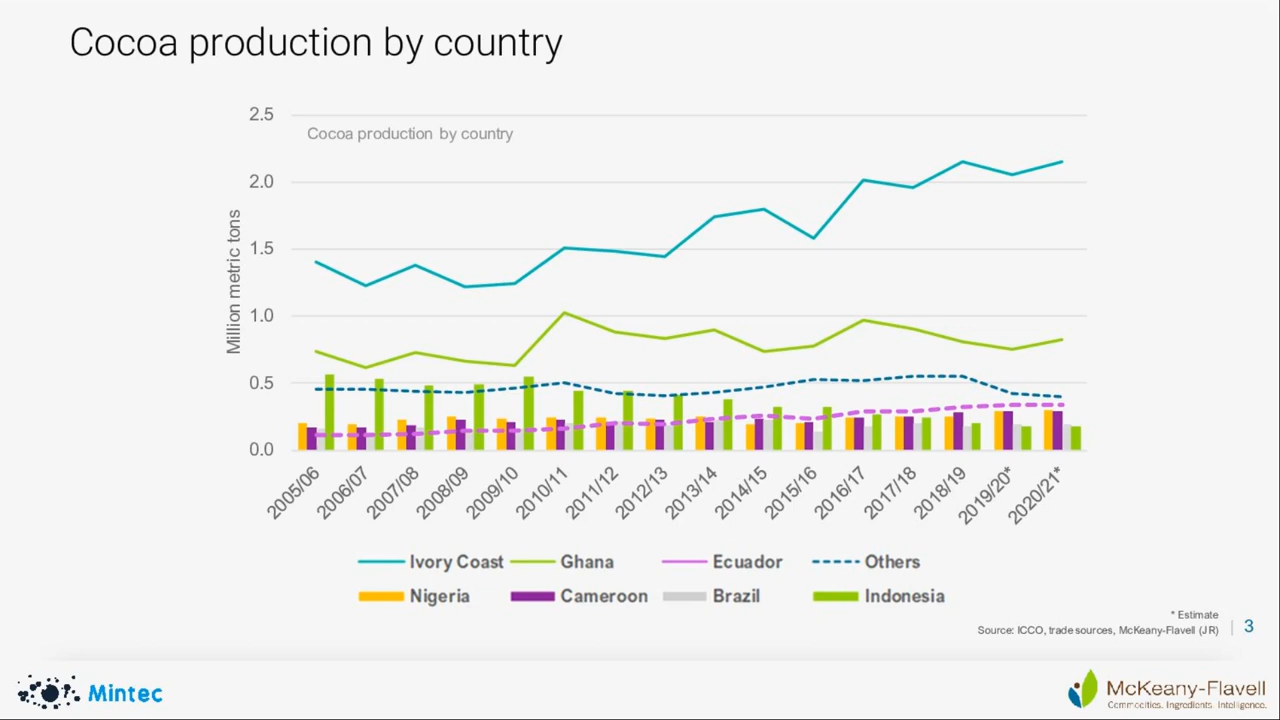 Cocoa production by country
2.5
Cocoa production by country
2.0
1.5
1.0
0.5
0.0
Million metric tons
2005/06
2006/07
2007/08
2008/09
2009/10
2010/11
2011/12
2012/13
2013/14
2014/15
2015/16
2016/17
2017/18
2018/19
2019/20*
2020/21*
Ivory Coast Ghana Ecuador Others
Nigeria Cameroon Brazil Indonesia
* Estimate
Source: ICCO, trade sources, McKeany-Flavell (JR)
3
Mintec
McKeany-Flavell
Commodities. Ingredients. Intelligence.